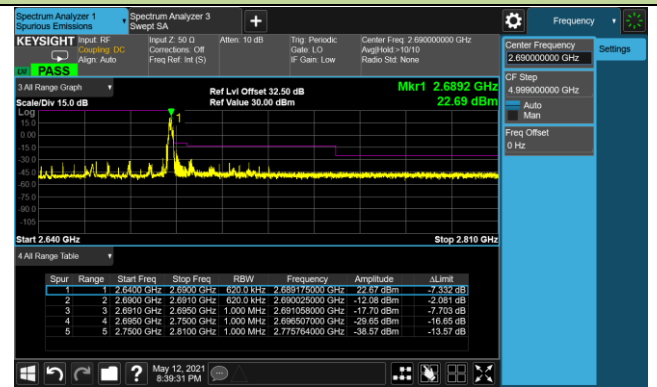 Spectrum Analyzer 1
Spurious Emissions
Spectrum Analyzer 3
Swept SA
Frequency
KEYSIGHT Input: RF
Coupling: DC
Align: Auto
Input Z: 50 Ω
Corrections: Off
Freq Ref: Int (S)
Atten: 10 dB
Trig: Periodic
Gate: LO
IF Gain: Low
Center Freq: 2.690000000 GHz
Avg|Hold:>10/10
Radio Std: None
PASS
Center Frequency
2.690000000 GHz
Settings
CF Step
4.999000000 GHz
Auto
Man
Freq Offset
0 Hz
3 All Range Graph
Scale/Div 15.0 dB
Ref Lvl Offset 32.50 dB
Ref Value 30.00 dBm
Mkr1 2.6892 GHz
22.69 dBm
Log
15.0
0.00
-15.0
-30.0
-45.0
-60.0
-75.0
-90.0
-105
1
Start 2.640 GHz
Stop 2.810 GHz
4 All Range Table
Spur Range Start Freq Stop Freq RBW Frequency Amplitude ΔLimit
1 1 2.6400 GHz 2.6900 GHz 620.0 kHz 2.689175000 GHz 22.67 dBm -7.332 dB
2 2 2.6900 GHz 2.6910 GHz 620.0 kHz 2.690025000 GHz -12.08 dBm -2.081 dB
3 3 2.6910 GHz 2.6950 GHz 1.000 MHz 2.691058000 GHz -17.70 dBm -7.703 dB
4 4 2.6950 GHz 2.7500 GHz 1.000 MHz 2.696507000 GHz -29.65 dBm -16.65 dB
5 5 2.7500 GHz 2.8100 GHz 1.000 MHz 2.775764000 GHz -38.57 dBm -13.57 dB
May 12, 2021
8:39:31 PM